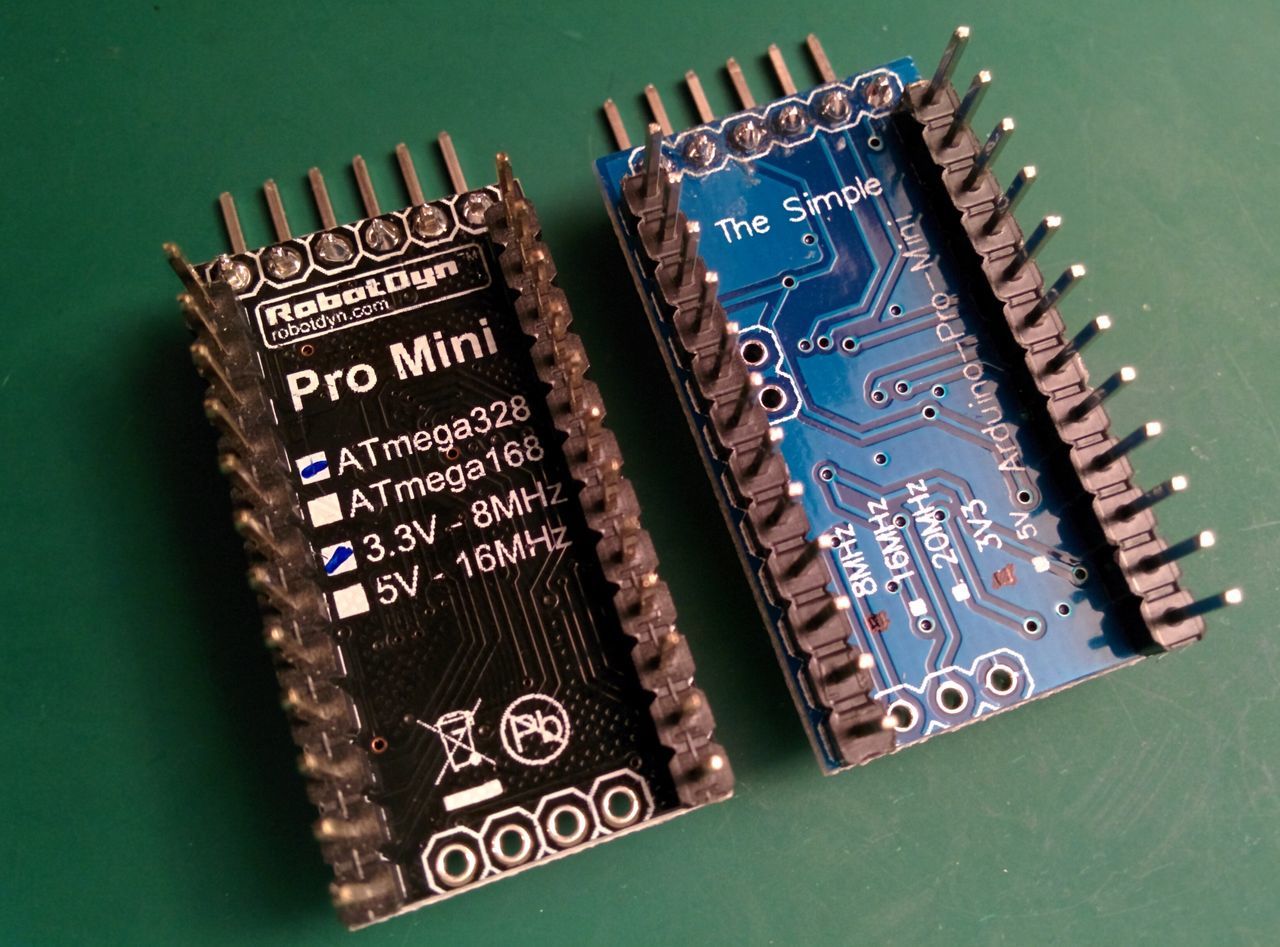 RobotDyn™
robotdyn.com
Pro Mini
ATmega328
ATmega168
3.3V - 8MHz
5V - 16MHz
Pb
The Simple
Arduino-Pro-Mini
8MHz
16MHz
20MHz
3V3
5V